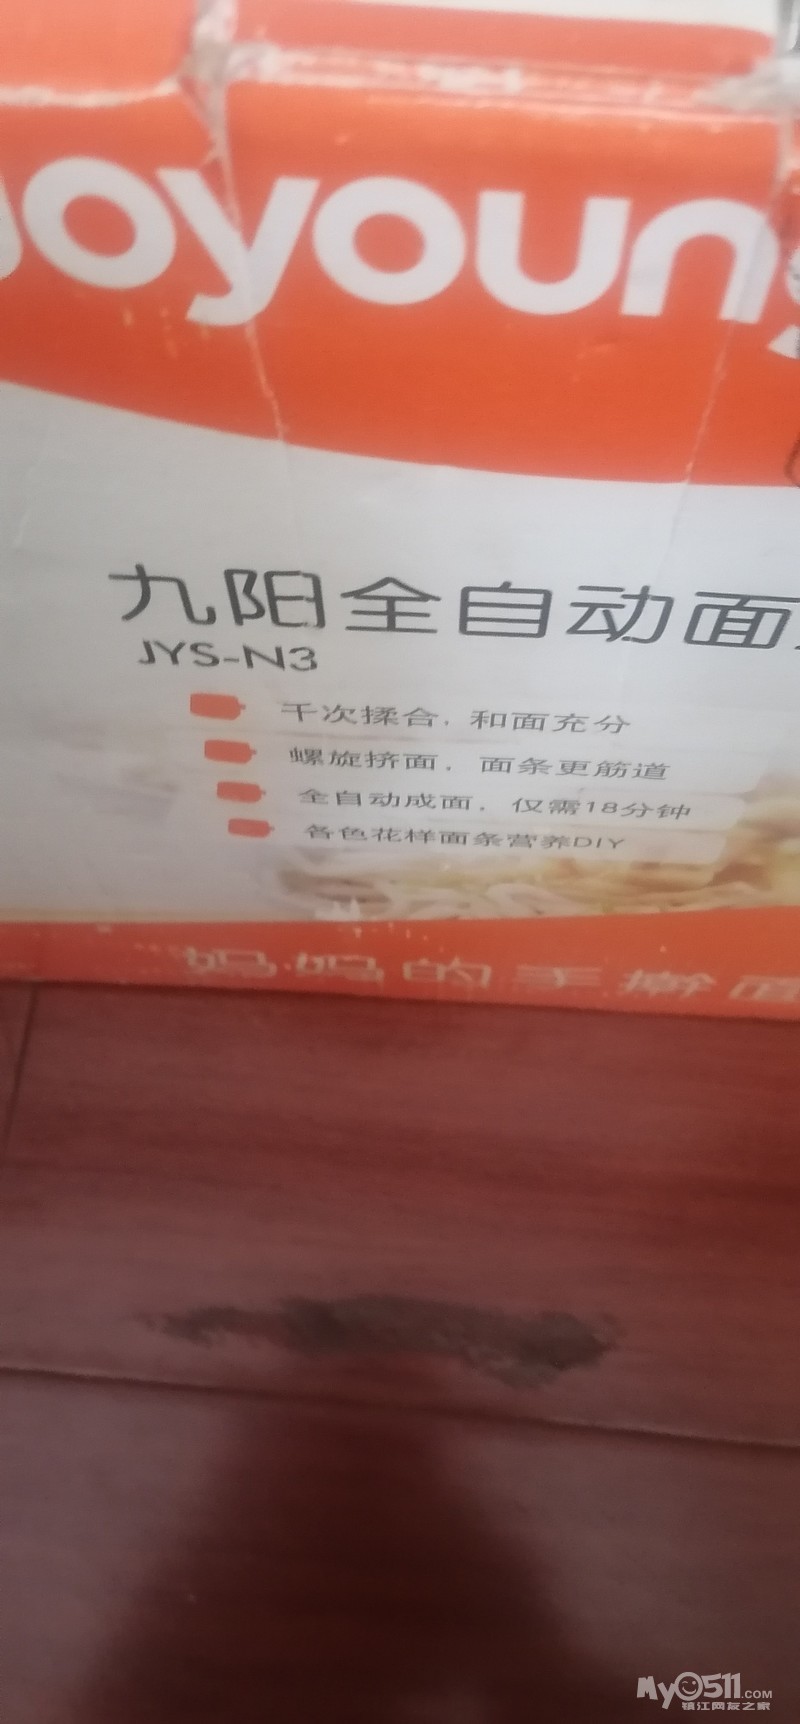 Joyoung
九阳全自动面
JYS-N3
千次揉合，和面充分
螺旋挤面，面条更筋道
全自动成面，仅需18分钟
各色花样面条营养DIY
妈妈的手擀面
MyO511.COM
镇江网友之家